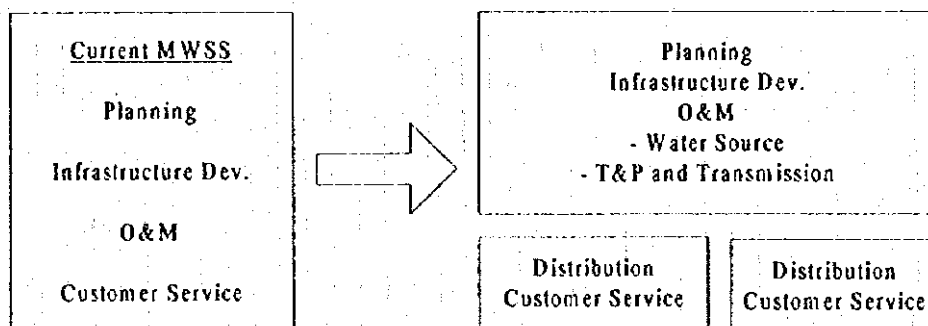 Current MWSS
Planning
Infrastructure Dev.
O&M
Customer Service
Planning
Infrastructure Dev.
O&M
- Water Source
- T&P and Transmission
Distribution
Customer Service
Distribution
Customer Service